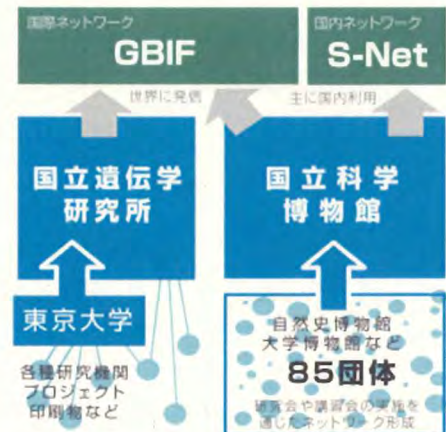 国際ネットワーク
GBIF
国内ネットワーク
S-Net
世界に発信
主に国内利用
国立遺伝学
研究所
国立科学
博物館
東京大学
各種研究機関
プロジェクト
印刷物など
自然史博物館
大学博物館など
85団体
研究会や講習会の実施を
通じたネットワーク形成